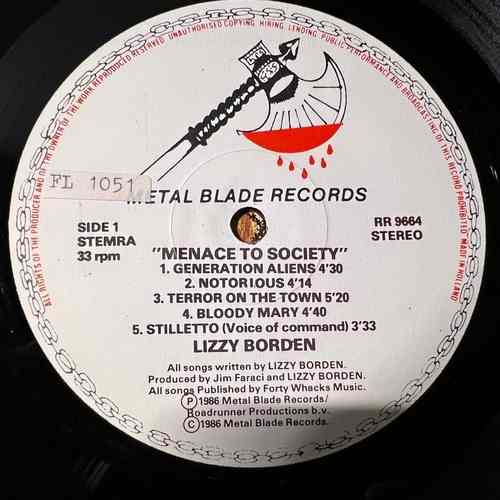 ALL RIGHTS OF THE PRODUCER AND OF THE OWNER OF THE WORK REPRODUCED RESERVED UNAUTHORISED COPYING HIRING LENDING PUBLIC PERFORMANCE AND BROADCASTING OF THIS RECORD PROHIBITED MADE IN HOLLAND
FL 1051
METAL BLADE RECORDS
SIDE 1
STEMRA
33 rpm
RR 9664
STEREO
"MENACE TO SOCIETY"
1. GENERATION ALIENS 4'30
2. NOTORIOUS 4'14
3. TERROR ON THE TOWN 5'20
4. BLOODY MARY 4'40
5. STILLETTO (Voice of command) 3'33
LIZZY BORDEN
All songs written by LIZZY BORDEN.
Produced by Jim Faraci and LIZZY BORDEN.
All songs Published by Forty Whacks Music.
Ⓟ 1986 Metal Blade Records/
Roadrunner Productions b.v.
© 1986 Metal Blade Records.